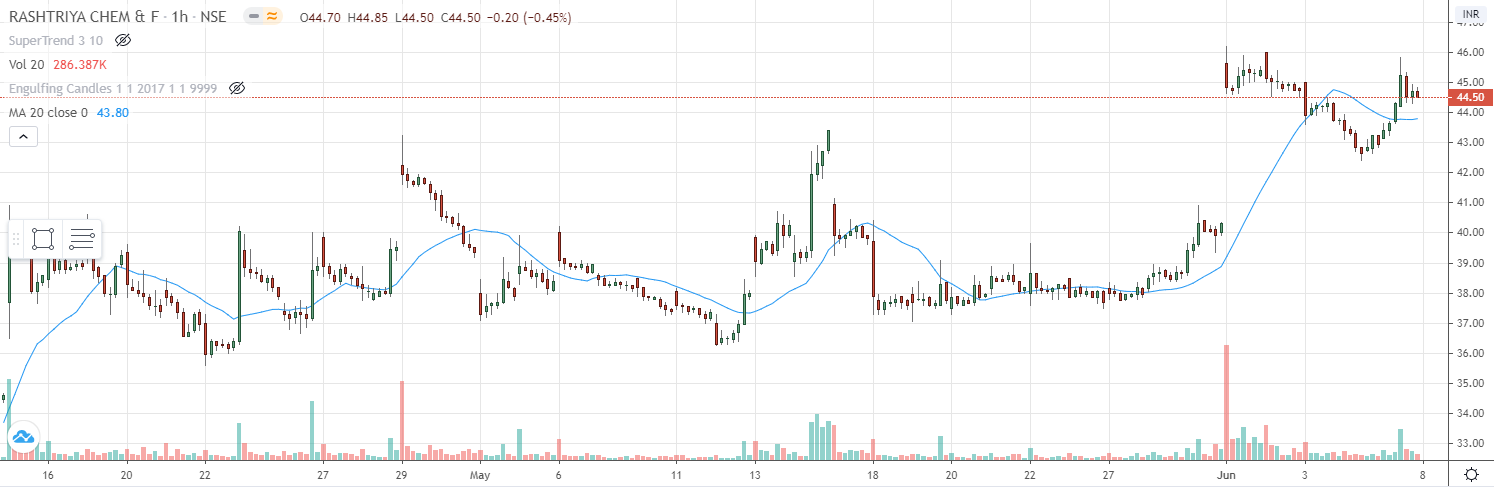 RASHTRIYA CHEM & F · 1h · NSE O44.70 H44.85 L44.50 C44.50 −0.20 (−0.45%) INR
SuperTrend 3 10
Vol 20 286.387K
Engulfing Candles 1 1 2017 1 1 9999
MA 20 close 0 43.80
47.00
46.00
45.00
44.50
44.00
43.00
42.00
41.00
40.00
39.00
38.00
37.00
36.00
35.00
34.00
33.00
16 20 22 27 29 May 6 11 13 18 20 22 27 Jun 3 8